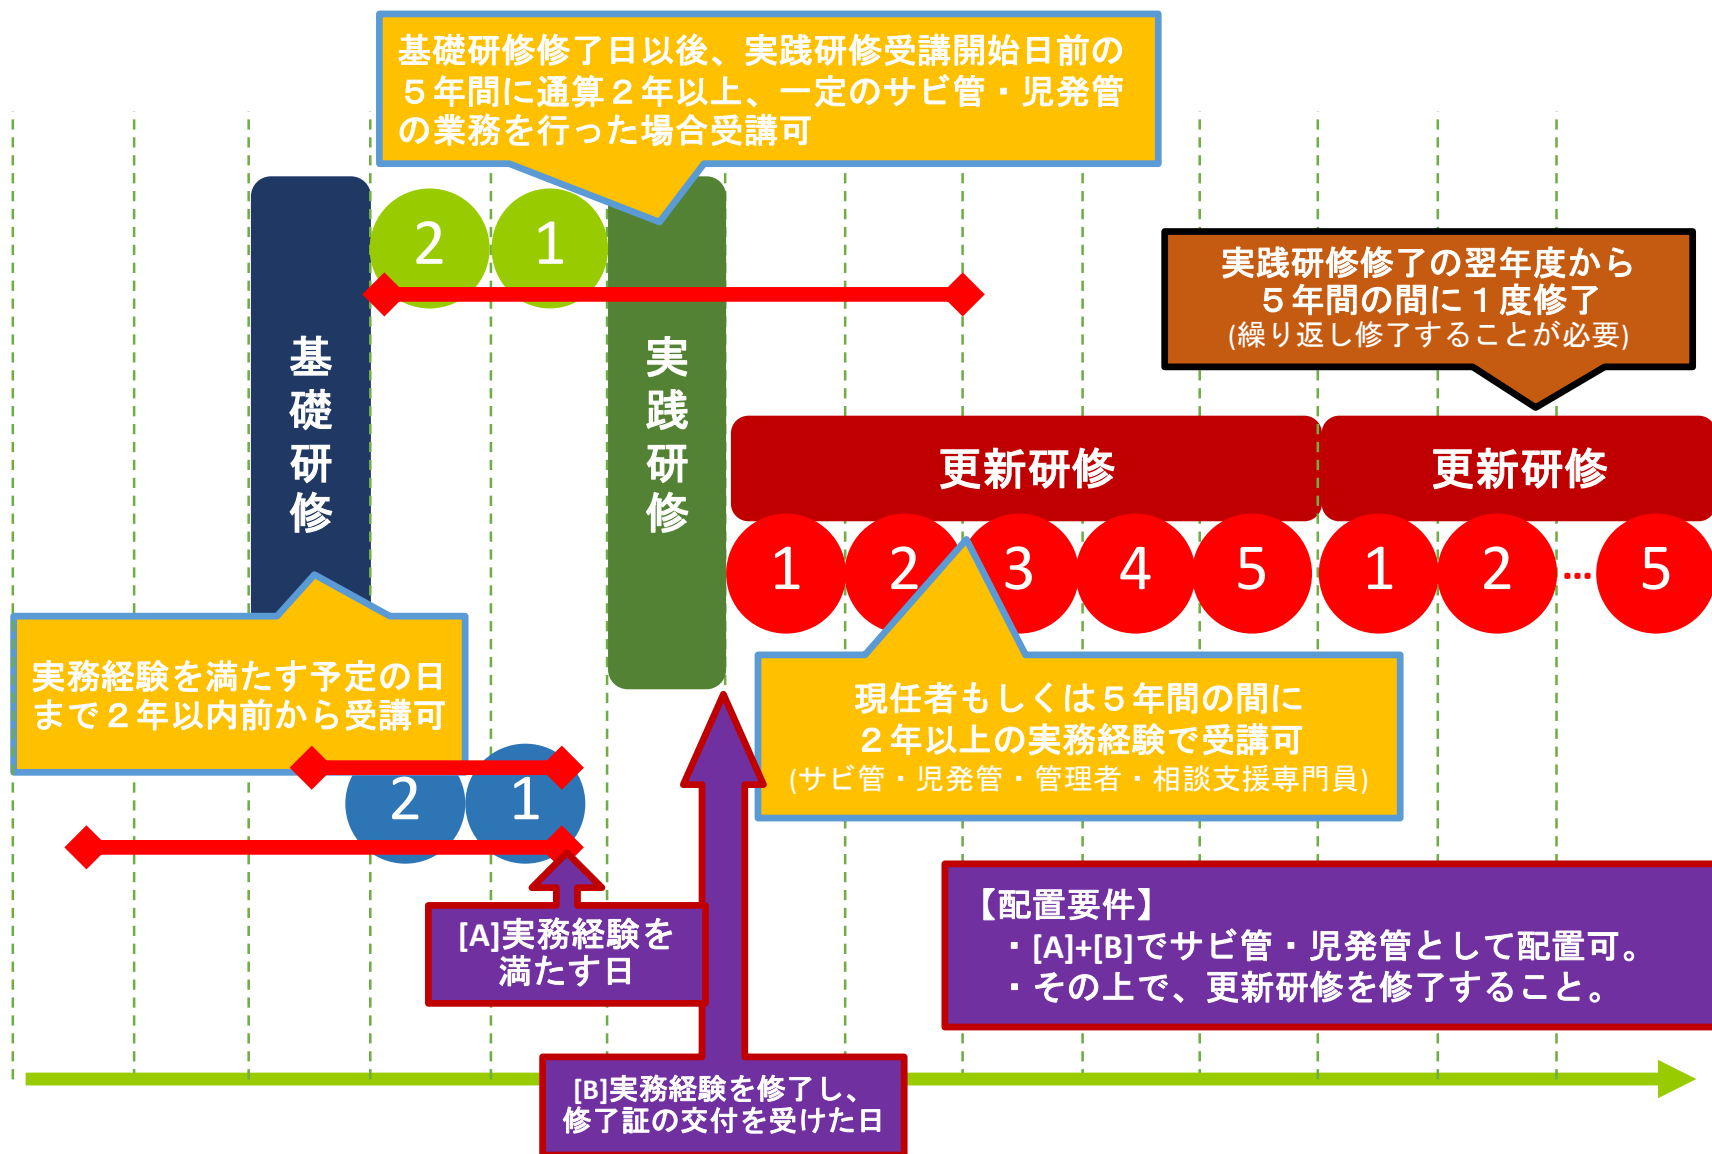 基礎研修修了日以後、実践研修受講開始日前の
５年間に通算２年以上、一定のサビ管・児発管
の業務を行った場合受講可
2
1
基礎研修
実践研修
実践研修修了の翌年度から
５年間の間に１度修了
(繰り返し修了することが必要)
更新研修
更新研修
1
2
3
4
5
1
2
…
5
実務経験を満たす予定の日
まで２年以内前から受講可
2
1
現任者もしくは５年間の間に
２年以上の実務経験で受講可
(サビ管・児発管・管理者・相談支援専門員)
[A]実務経験を
満たす日
【配置要件】
・[A]+[B]でサビ管・児発管として配置可。
・その上で、更新研修を修了すること。
[B]実務経験を修了し、
修了証の交付を受けた日